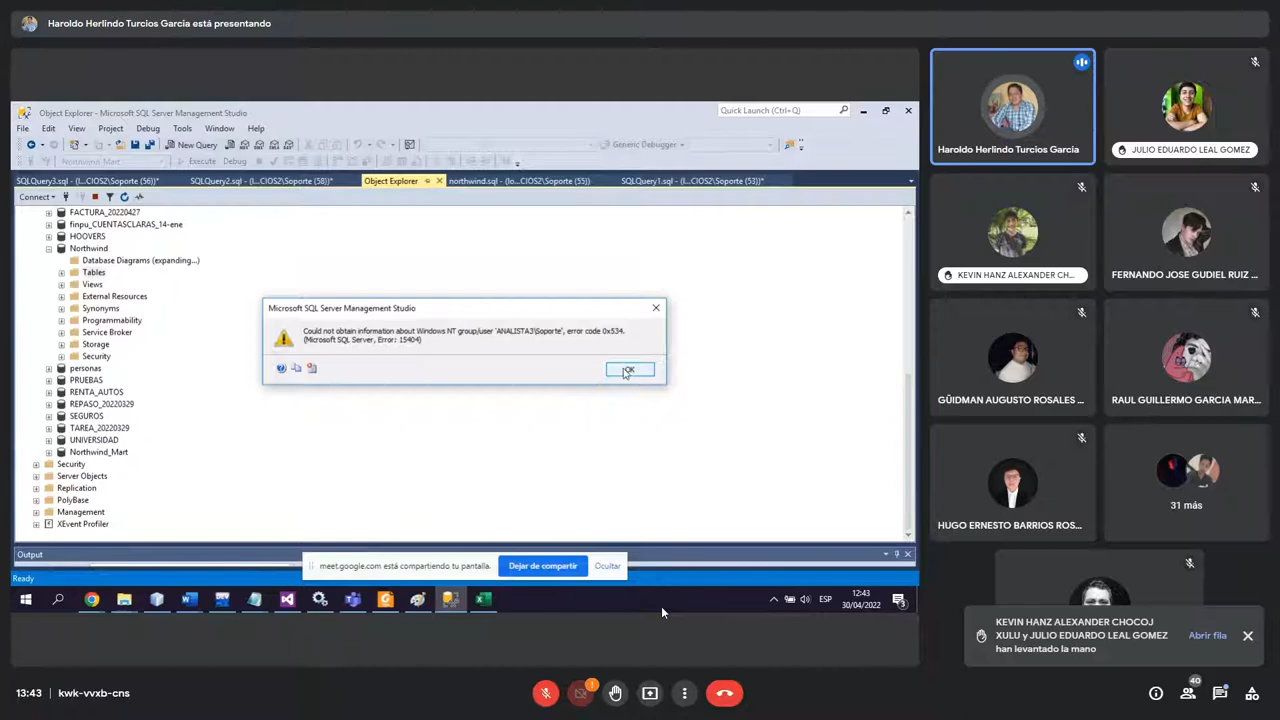 Haroldo Herlindo Turcios Garcia está presentando
Object Explorer - Microsoft SQL Server Management Studio
Quick Launch (Ctrl+Q)
File Edit View Project Debug Tools Window Help
New Query
Generic Debugger
Northwind_Mart
Execute Debug
SQLQuery3.sql - (l...CIOS2\Soporte (56))*
SQLQuery2.sql - (l...CIOS2\Soporte (58))*
Object Explorer
northwind.sql - (lo...CIOS2\Soporte (55))
SQLQuery1.sql - (l...CIOS2\Soporte (53))*
Connect
FACTURA_20220427
finpu_CUENTASCLARAS_14-ene
HOOVERS
Northwind
Database Diagrams (expanding...)
Tables
Views
External Resources
Synonyms
Programmability
Service Broker
Storage
Security
personas
PRUEBAS
RENTA_AUTOS
REPASO_20220329
SEGUROS
TAREA_20220329
UNIVERSIDAD
Northwind_Mart
Security
Server Objects
Replication
PolyBase
Management
XEvent Profiler
Microsoft SQL Server Management Studio
Could not obtain information about Windows NT group/user 'ANALISTA3\Soporte', error code 0x534.
(Microsoft SQL Server, Error: 15404)
OK
Output
Ready
meet.google.com está compartiendo tu pantalla.
Dejar de compartir
Ocultar
ESP
12:43
30/04/2022
3
Haroldo Herlindo Turcios Garcia
JULIO EDUARDO LEAL GOMEZ
KEVIN HANZ ALEXANDER CH...
FERNANDO JOSE GUDIEL RUIZ ...
GÜIDMAN AUGUSTO ROSALES ...
RAUL GUILLERMO GARCIA MAR...
HUGO ERNESTO BARRIOS ROS...
31 más
KEVIN HANZ ALEXANDER CHOCOJ
XULU y JULIO EDUARDO LEAL GOMEZ
han levantado la mano
Abrir fila
13:43
kwk-vvxb-cns
40